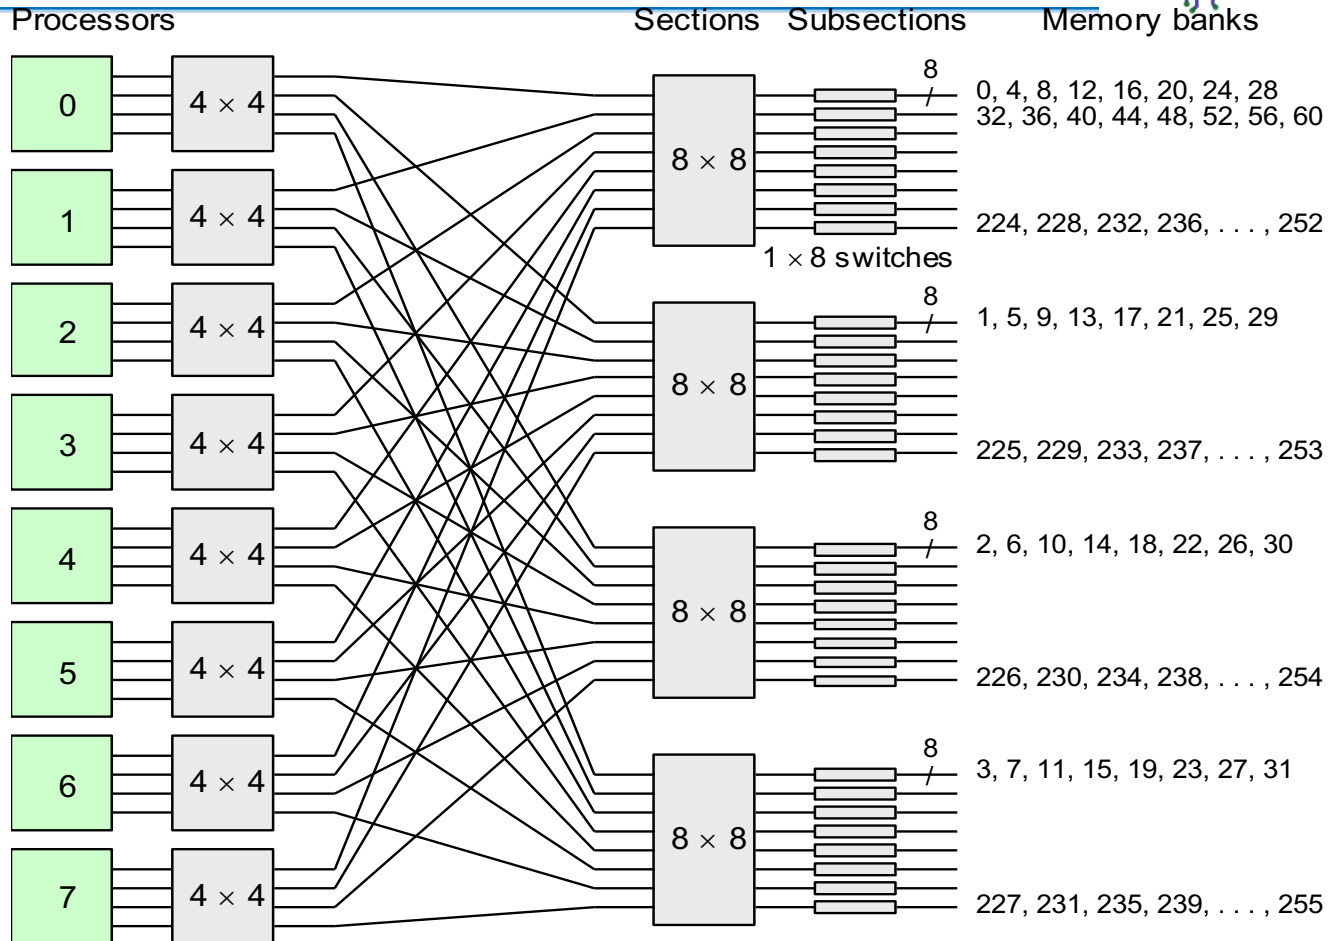 Processors Sections Subsections Memory banks
0 4 × 4
8 × 8
8
0, 4, 8, 12, 16, 20, 24, 28
32, 36, 40, 44, 48, 52, 56, 60
224, 228, 232, 236, . . . , 252
1 × 8 switches
1 4 × 4
2 4 × 4
8 × 8
8
1, 5, 9, 13, 17, 21, 25, 29
225, 229, 233, 237, . . . , 253
3 4 × 4
4 4 × 4
8 × 8
8
2, 6, 10, 14, 18, 22, 26, 30
226, 230, 234, 238, . . . , 254
5 4 × 4
6 4 × 4
8 × 8
8
3, 7, 11, 15, 19, 23, 27, 31
227, 231, 235, 239, . . . , 255
7 4 × 4